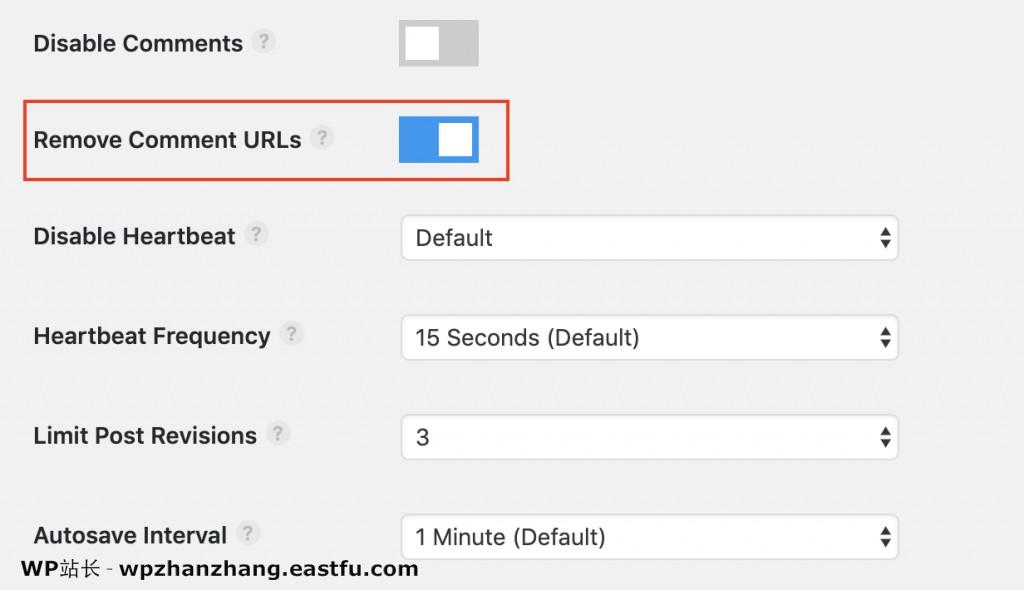 Disable Comments ?
Remove Comment URLs ?
Disable Heartbeat ? Default
Heartbeat Frequency ? 15 Seconds (Default)
Limit Post Revisions ? 3
Autosave Interval ? 1 Minute (Default)
WP站长 - wpzhanzhang.eastfu.com